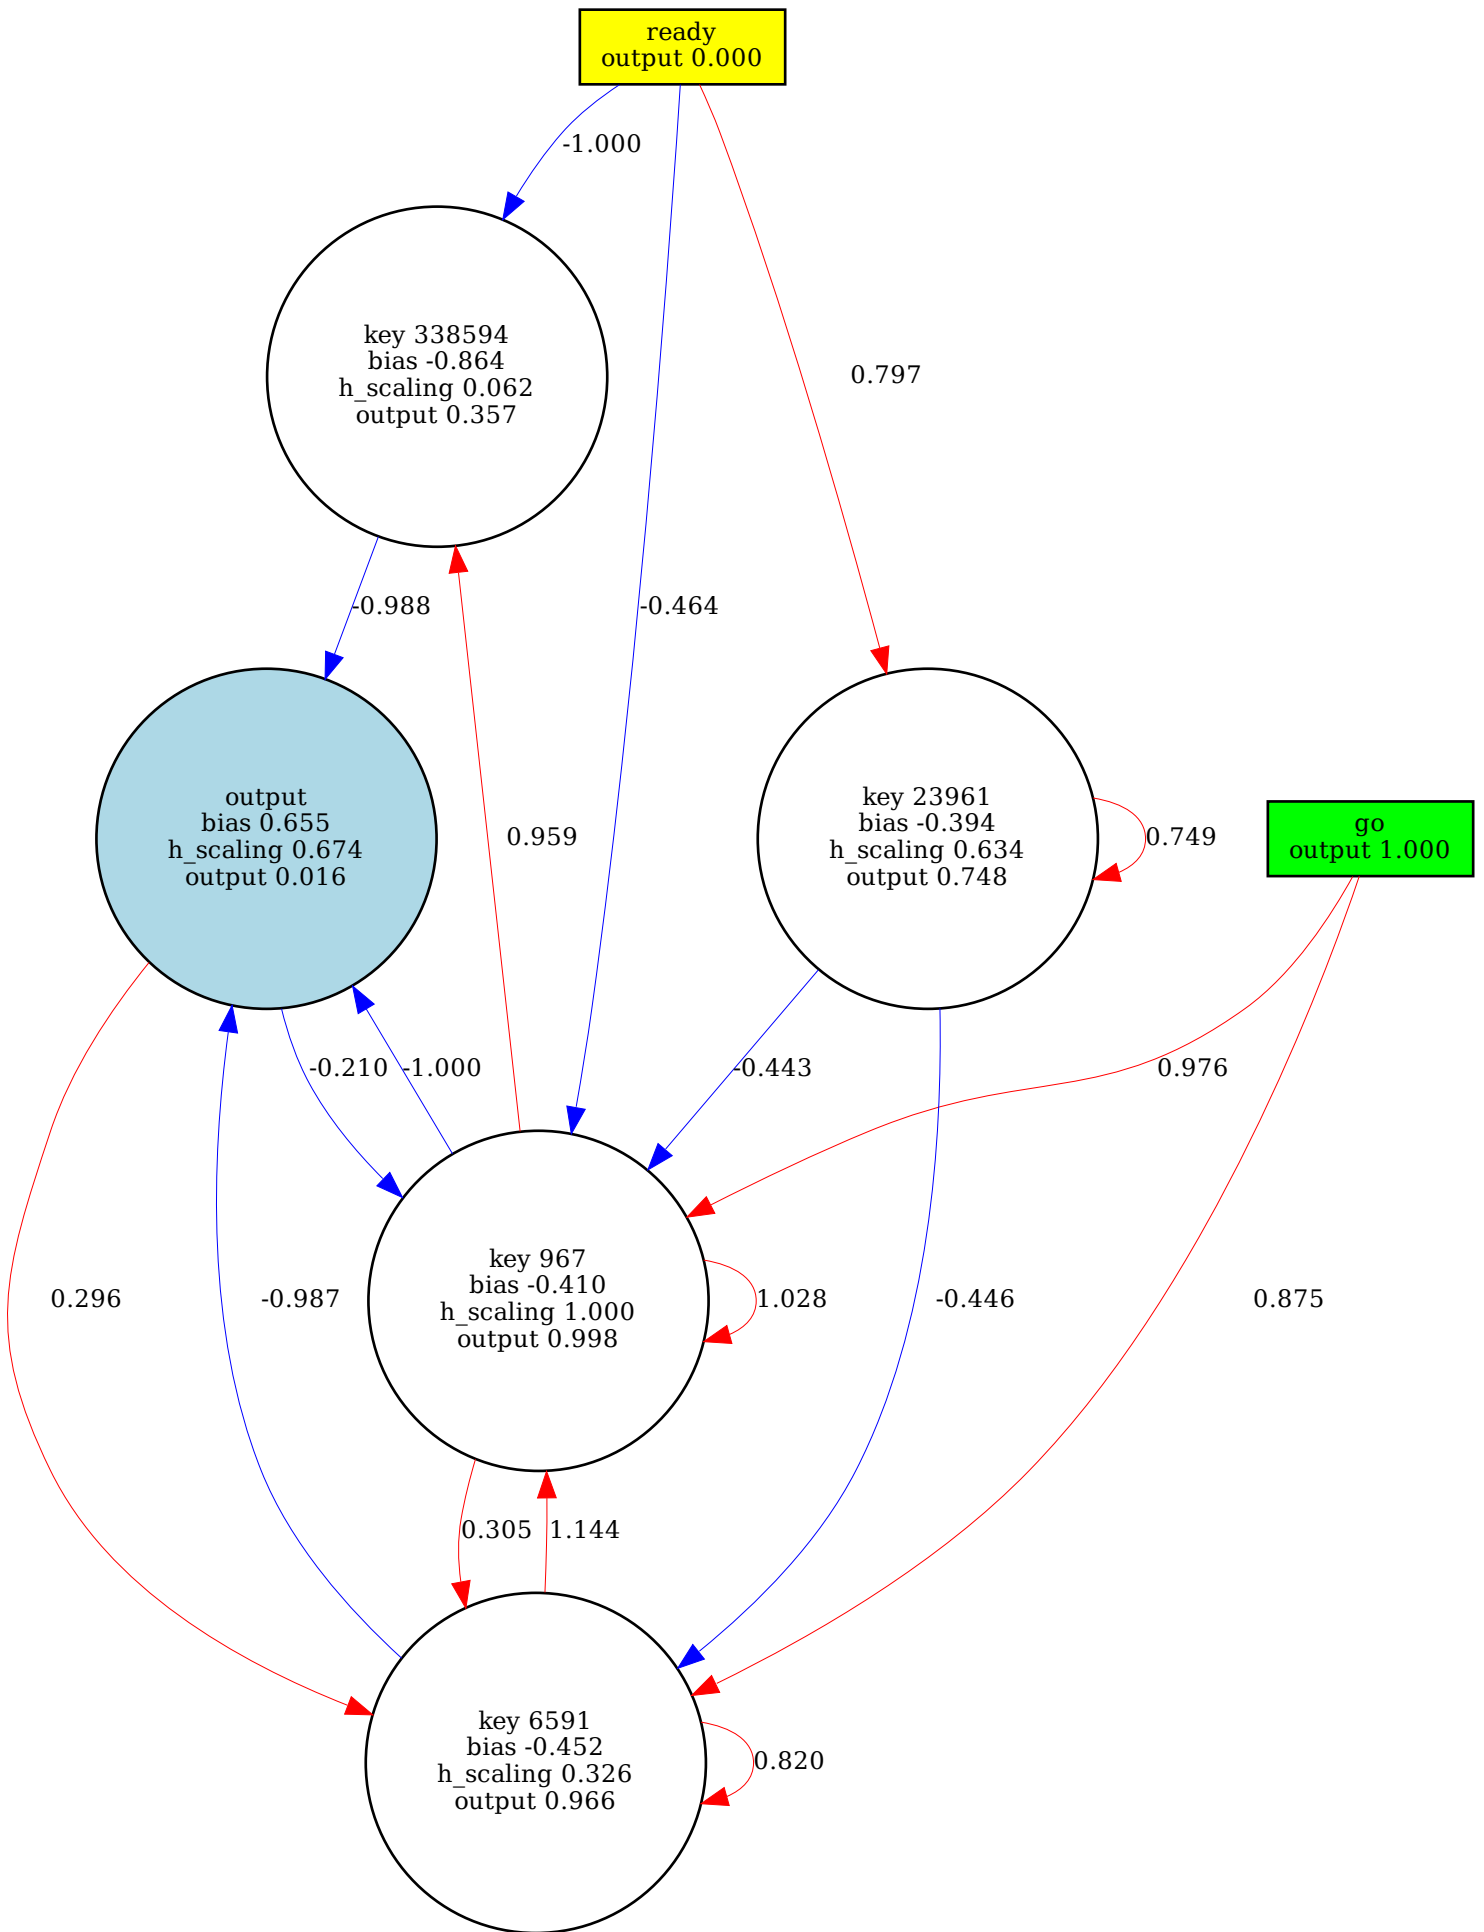 ready
output 0.000
-1.000
key 338594
bias -0.864
h_scaling 0.062
output 0.357
0.797
-0.988
-0.464
output
bias 0.655
h_scaling 0.674
output 0.016
0.959
key 23961
bias -0.394
h_scaling 0.634
output 0.748
0.749
go
output 1.000
-0.210
-1.000
-0.443
0.976
0.296
-0.987
key 967
bias -0.410
h_scaling 1.000
output 0.998
1.028
-0.446
0.875
0.305
1.144
key 6591
bias -0.452
h_scaling 0.326
output 0.966
0.820